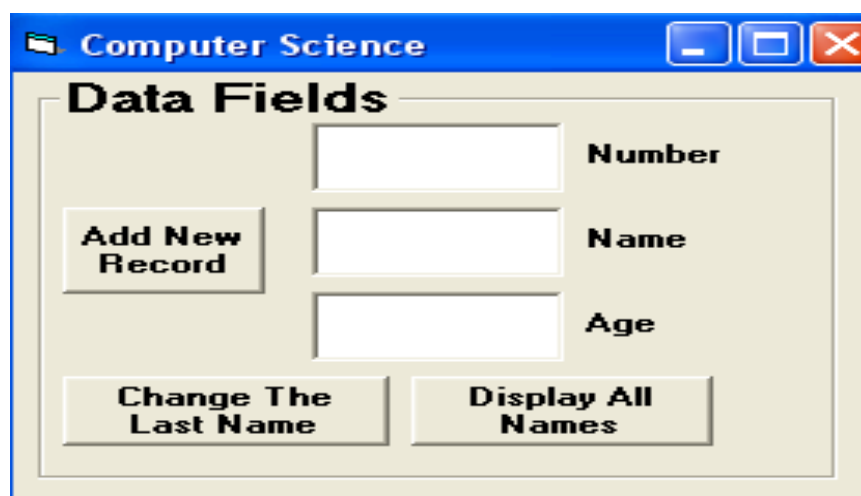 Computer Science
Data Fields
Number
Add New
Record
Name
Age
Change The
Last Name
Display All
Names